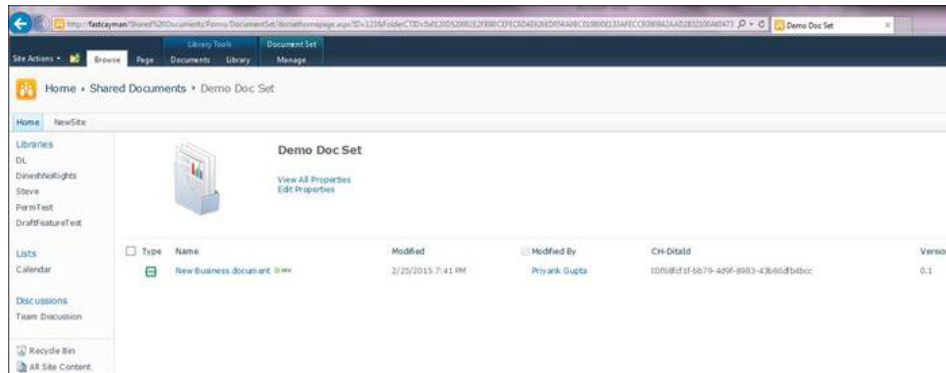 Demo Doc Set
Library Tools
Document Set
Site Actions
Browse
Page
Documents
Library
Manage
Home ▸ Shared Documents ▸ Demo Doc Set
Home
NewSite
Libraries
DL
DineshNoRights
Steve
PermTest
DraftFeatureTest
Lists
Calendar
Discussions
Team Discussion
Recycle Bin
All Site Content
Demo Doc Set
View All Properties
Edit Properties
Type Name Modified Modified By CH-DitaId Versio
New Business document NEW 2/25/2015 7:41 PM Priyank Gupta 0.1